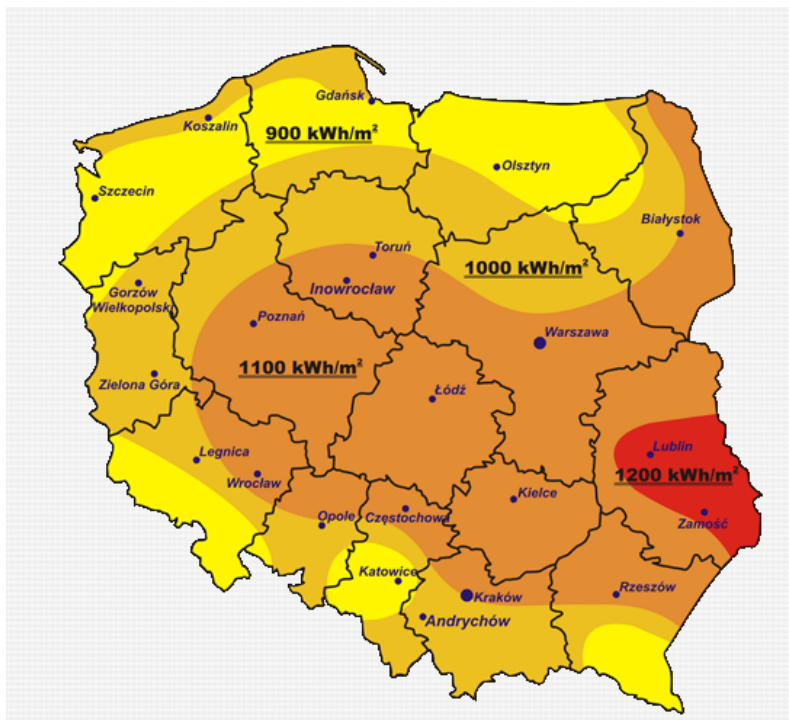 Gdańsk
Koszalin
900 kWh/m²
Olsztyn
Szczecin
Białystok
Toruń
1000 kWh/m²
Gorzów
Wielkopolski
Inowrocław
Poznań
Warszawa
1100 kWh/m²
Zielona Góra
Łódź
Lublin
Legnica
1200 kWh/m²
Wrocław
Kielce
Opole
Częstochowa
Zamość
Katowice
Rzeszów
Kraków
Andrychów